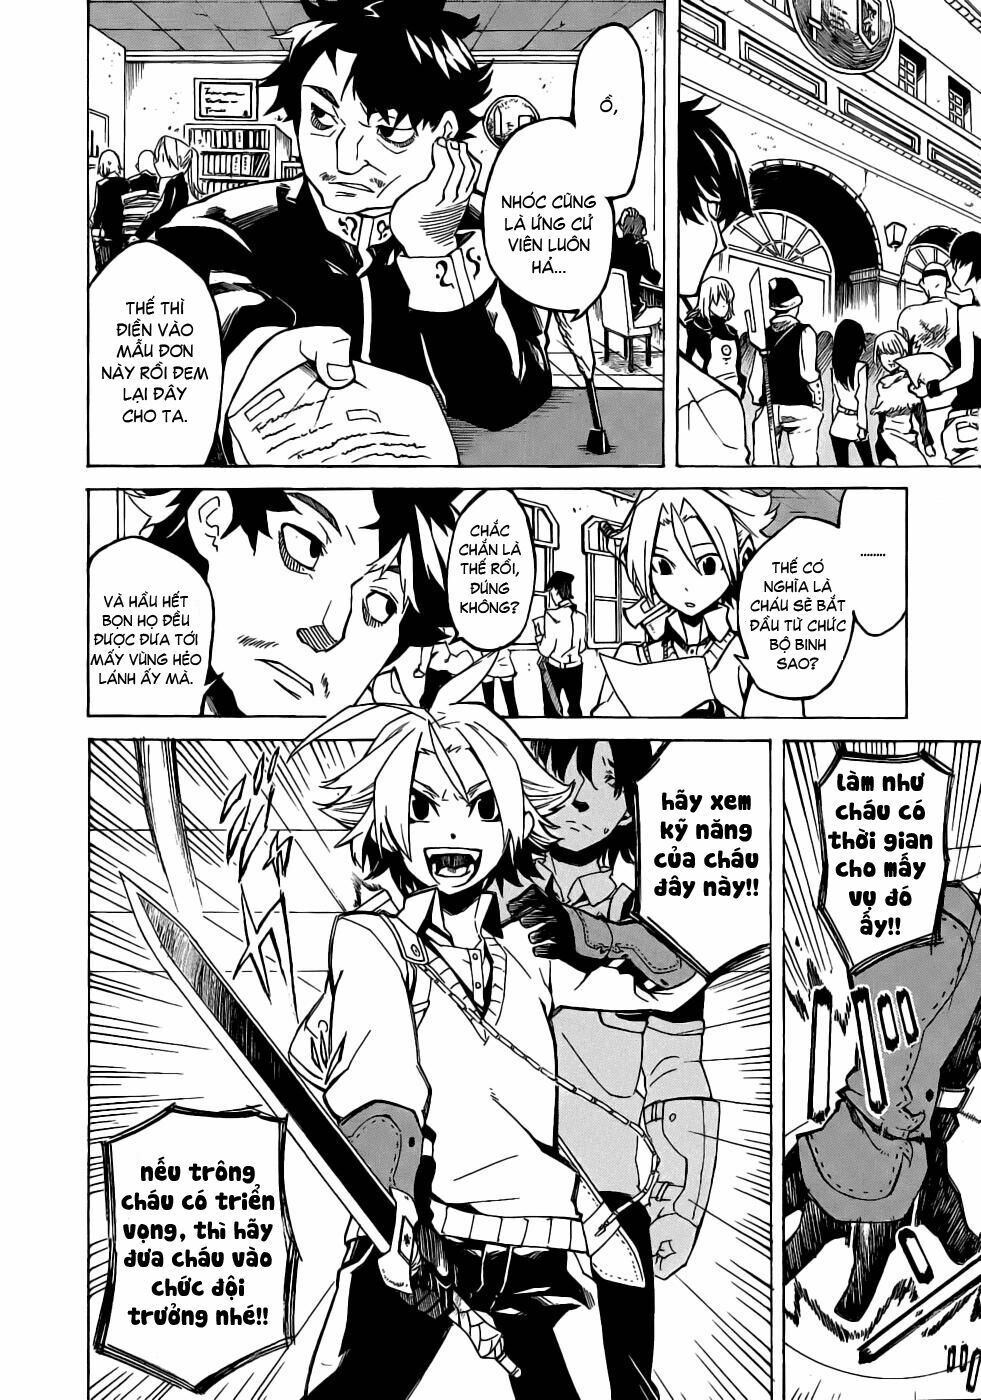 Ồ,
NHÓC CŨNG
LÀ ỨNG CỬ
VIÊN LUÔN
HẢ...
THẾ THÌ
ĐIỀN VÀO
MẪU ĐƠN
NÀY RỒI ĐEM
LẠI ĐÂY
CHO TA.
.........
THẾ CÓ
NGHĨA LÀ
CHÁU SẼ BẮT
ĐẦU TỪ CHỨC
BỘ BINH
SAO?
CHẮC
CHẮN LÀ
THẾ RỒI,
ĐÚNG
KHÔNG?
VÀ HẦU HẾT
BỌN HỌ ĐỀU
ĐƯỢC ĐƯA TỚI
MẤY VÙNG HẺO
LÁNH ẤY MÀ.
làm như
cháu có
thời gian
cho mấy
vụ đó
ấy!!
hãy xem
kỹ năng
của cháu
đây này!!
nếu trông
cháu có triển
vọng, thì hãy
đưa cháu vào
chức đội
trưởng nhé!!